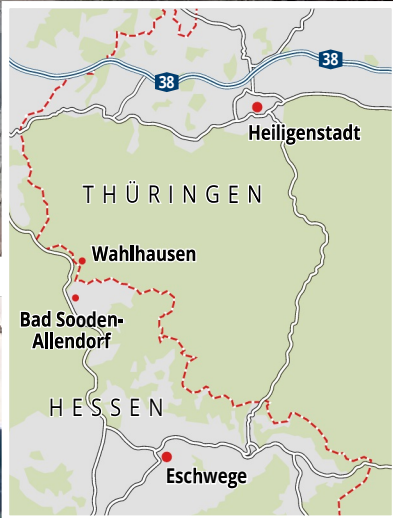 38
38
Heiligenstadt
THÜRINGEN
Wahlhausen
Bad Sooden-
Allendorf
HESSEN
Eschwege